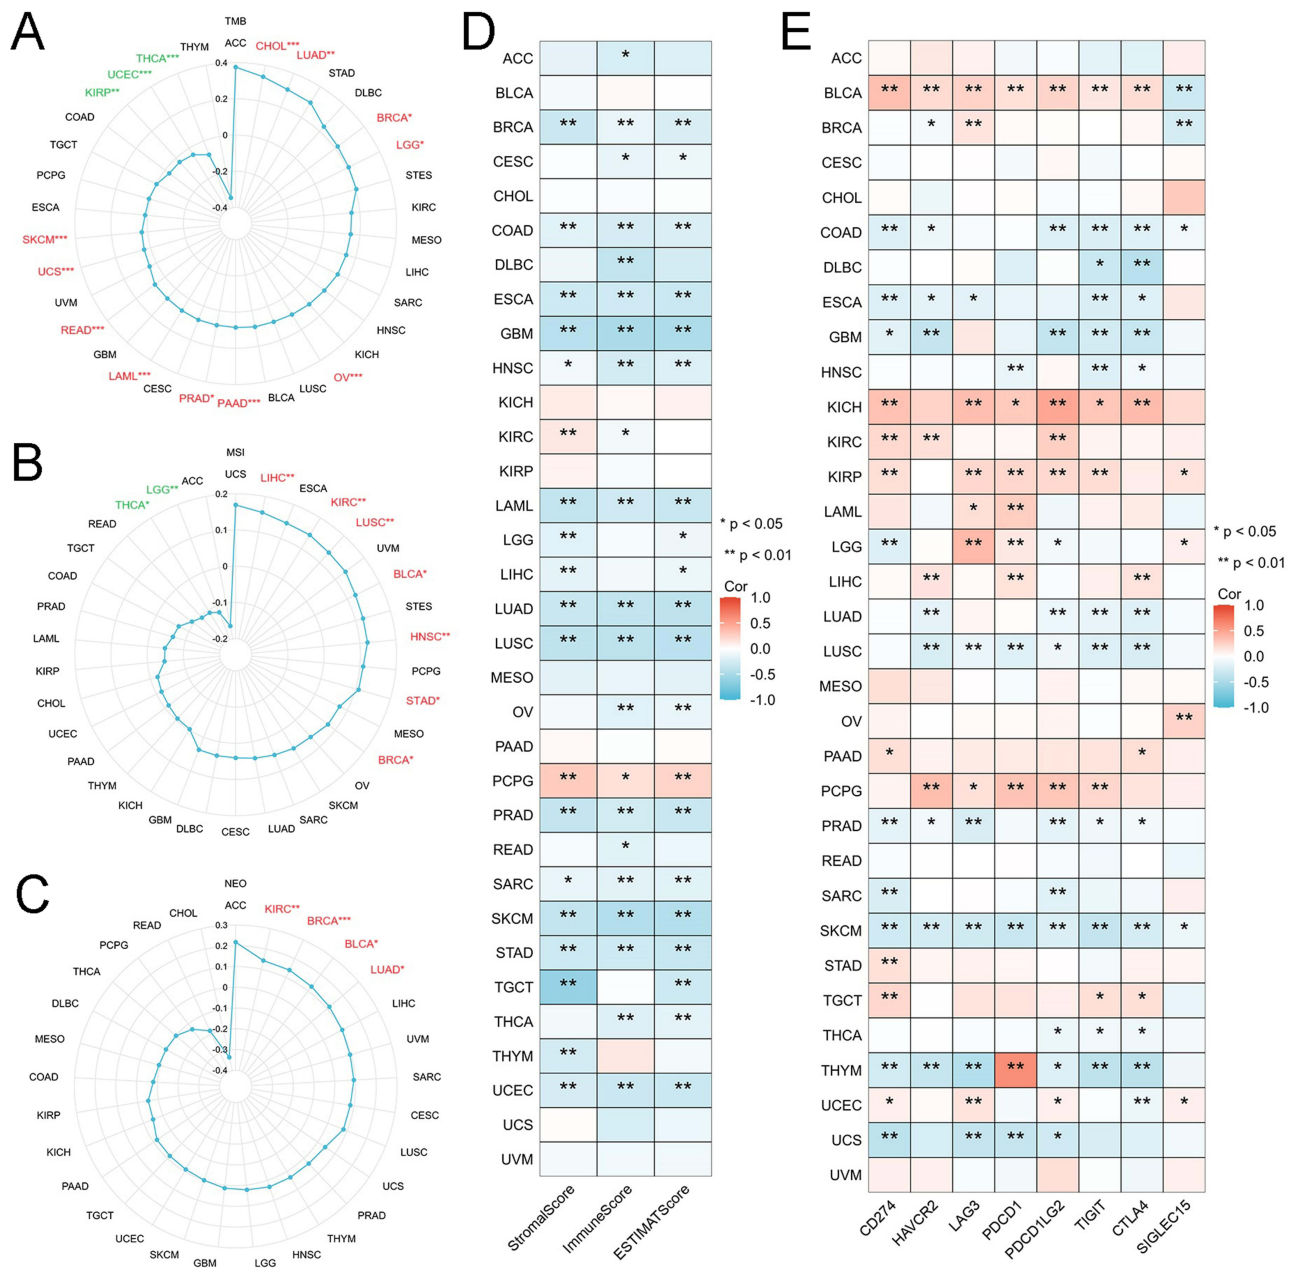 A
TMB
ACC
CHOL***
LUAD**
STAD
DLBC
BRCA*
LGG*
STES
KIRC
MESO
LIHC
SARC
HNSC
KICH
OV***
LUSC
BLCA
PAAD***
PRAD*
CESC
LAML***
GBM
READ***
UVM
UCS***
SKCM***
ESCA
PCPG
TGCT
COAD
KIRP**
UCEC***
THCA***
THYM
0.4
0
-0.2
-0.4
B
MSI
UCS
LIHC**
ESCA
KIRC**
LUSC**
UVM
BLCA*
STES
HNSC**
PCPG
STAD*
MESO
BRCA*
OV
SKCM
SARC
LUAD
CESC
DLBC
GBM
KICH
THYM
PAAD
UCEC
CHOL
KIRP
LAML
PRAD
COAD
TGCT
READ
THCA*
LGG**
ACC
0.2
0.1
0
-0.1
-0.2
C
NEO
ACC
KIRC**
BRCA***
BLCA*
LUAD*
LIHC
UVM
SARC
CESC
LUSC
UCS
PRAD
THYM
HNSC
LGG
GBM
SKCM
UCEC
TGCT
PAAD
KICH
KIRP
COAD
MESO
DLBC
THCA
PCPG
READ
CHOL
0.3
0.1
0
-0.1
-0.2
-0.3
-0.4
D
ACC *
BLCA
BRCA ** ** **
CESC * *
CHOL
COAD ** ** **
DLBC **
ESCA ** ** **
GBM ** ** **
HNSC * ** **
KICH
KIRC ** *
KIRP
LAML ** ** **
LGG ** *
LIHC ** *
LUAD ** ** **
LUSC ** ** **
MESO
OV ** **
PAAD
PCPG ** * **
PRAD ** ** **
READ *
SARC * ** **
SKCM ** ** **
STAD ** ** **
TGCT ** **
THCA ** **
THYM **
UCEC ** ** **
UCS
UVM
StromalScore
ImmuneScore
ESTIMATScore
* p < 0.05
** p < 0.01
Cor
1.0
0.5
0.0
-0.5
-1.0
E
ACC
BLCA ** ** ** ** ** ** ** **
BRCA * ** **
CESC
CHOL
COAD ** * ** ** ** *
DLBC * **
ESCA ** * * ** *
GBM * ** ** ** **
HNSC ** ** *
KICH ** ** * ** * **
KIRC ** ** **
KIRP ** ** ** ** ** *
LAML * **
LGG ** ** ** * *
LIHC ** ** **
LUAD ** ** ** **
LUSC ** ** ** * ** **
MESO
OV **
PAAD * *
PCPG ** * ** ** **
PRAD ** * ** ** * *
READ
SARC ** **
SKCM ** ** ** ** ** ** ** *
STAD **
TGCT ** * *
THCA * * *
THYM ** ** ** ** * ** **
UCEC * ** * ** *
UCS ** ** ** *
UVM
CD274
HAVCR2
LAG3
PDCD1
PDCD1LG2
TIGIT
CTLA4
SIGLEC15
* p < 0.05
** p < 0.01
Cor
1.0
0.5
0.0
-0.5
-1.0